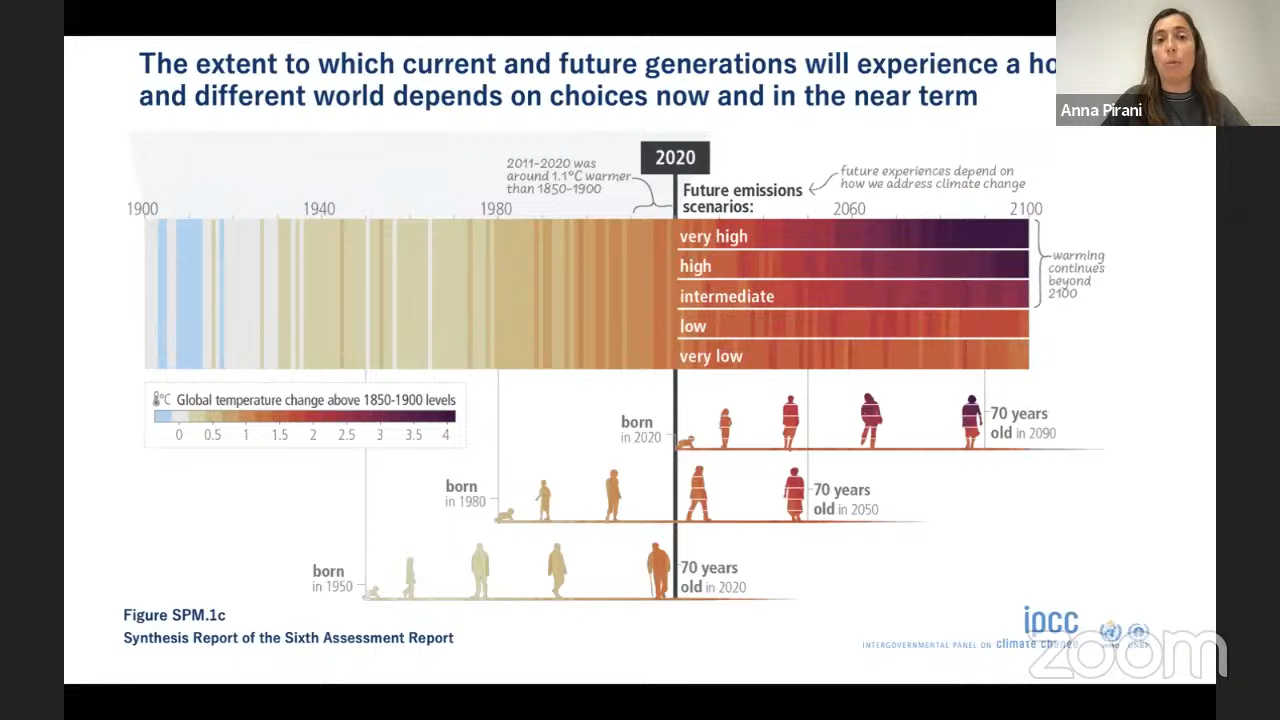 The extent to which current and future generations will experience a ho
and different world depends on choices now and in the near term
Anna Pirani
2011-2020 was
around 1.1°C warmer
than 1850-1900
2020
future experiences depend on
how we address climate change
Future emissions
scenarios:
1900
1940
1980
2060
2100
very high
high
intermediate
low
very low
warming
continues
beyond
2100
°C Global temperature change above 1850-1900 levels
0 0.5 1 1.5 2 2.5 3 3.5 4
born
in 2020
70 years
old in 2090
born
in 1980
70 years
old in 2050
born
in 1950
70 years
old in 2020
Figure SPM.1c
Synthesis Report of the Sixth Assessment Report
ipcc
INTERGOVERNMENTAL PANEL ON climate change
WMO UNEP
zoom